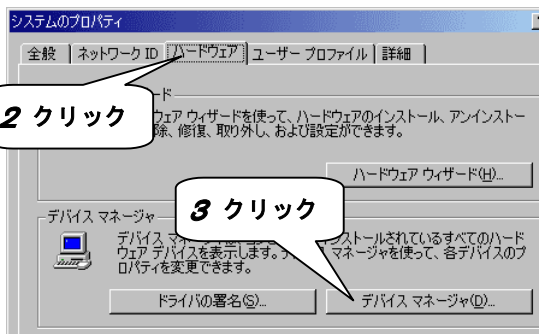 システムのプロパティ
全般 ネットワーク ID ハードウェア ユーザー プロファイル 詳細
ード
2 クリック
ウェア ウィザードを使って、ハードウェアのインストール、アンインストー
除、修復、取り外し、および設定ができます。
ハードウェア ウィザード(H)...
デバイス マネージャ
3 クリック
デバイス マ ストールされているすべてのハード
ウェア デバイスを表示します。デ マネージャを使って、各デバイスのプ
ロパティを変更できます。
ドライバの署名(S)...
デバイス マネージャ(D)...